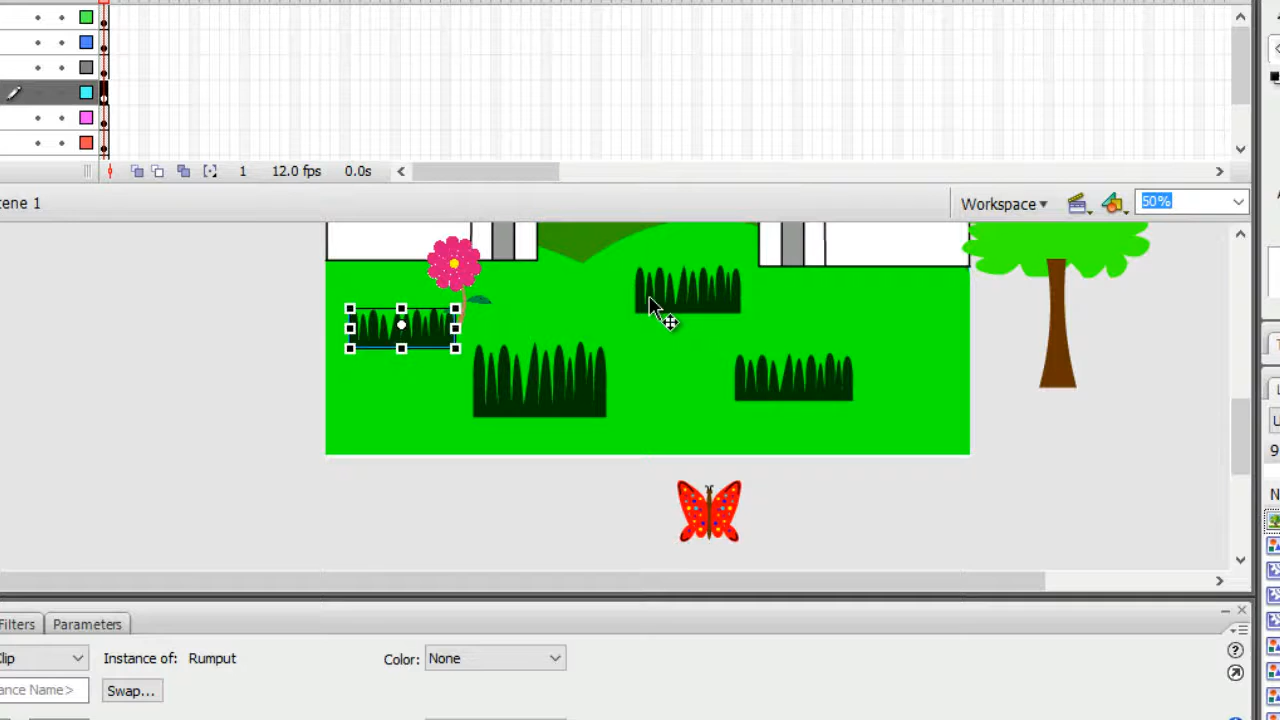 1 12.0 fps 0.0s
ene 1 Workspace 50%
Filters Parameters
lip Instance of: Rumput Color: None
ance Name> Swap...